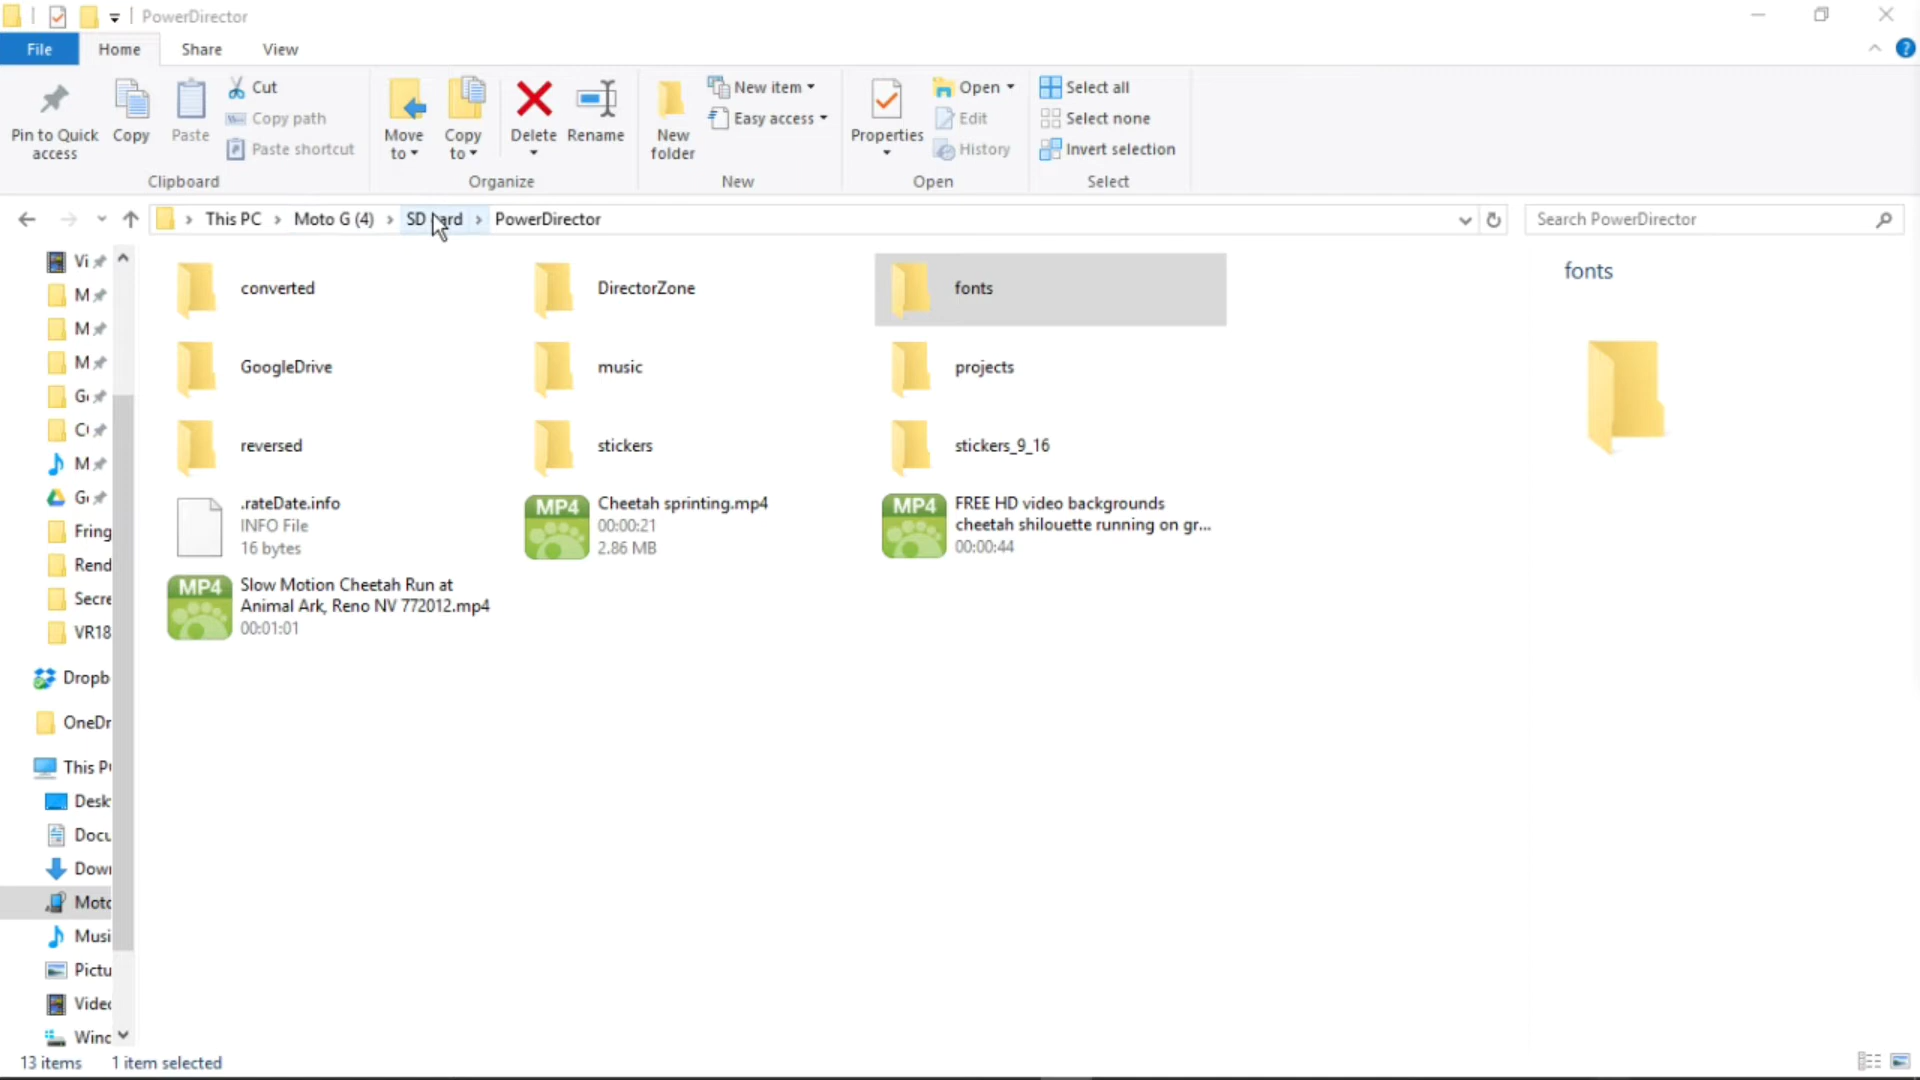 PowerDirector
File Home Share View
Pin to Quick access
Copy
Paste
Cut
Copy path
Paste shortcut
Clipboard
Move to
Copy to
Delete
Rename
Organize
New folder
New item
Easy access
New
Properties
Open
Edit
History
Open
Select all
Select none
Invert selection
Select
This PC > Moto G (4) > SD card > PowerDirector
Search PowerDirector
Vi
M
M
M
G
C
M
G
Fring
Rend
Secre
VR18
Dropb
OneDr
This P
Desk
Docu
Down
Moto
Musi
Pictu
Videc
Winc
converted
DirectorZone
fonts
GoogleDrive
music
projects
reversed
stickers
stickers_9_16
.rateDate.info
INFO File
16 bytes
MP4
Cheetah sprinting.mp4
00:00:21
2.86 MB
MP4
FREE HD video backgrounds
cheetah shilouette running on gr...
00:00:44
MP4
Slow Motion Cheetah Run at
Animal Ark, Reno NV 772012.mp4
00:01:01
fonts
13 items 1 item selected